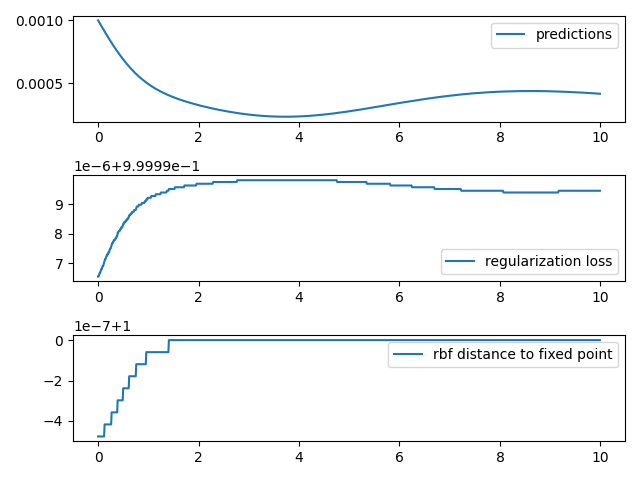 0.0010
0.0005
predictions
0 2 4 6 8 10
1e−6+9.9999e−1
9
8
7
regularization loss
0 2 4 6 8 10
1e−7+1
0
−2
−4
rbf distance to fixed point
0 2 4 6 8 10